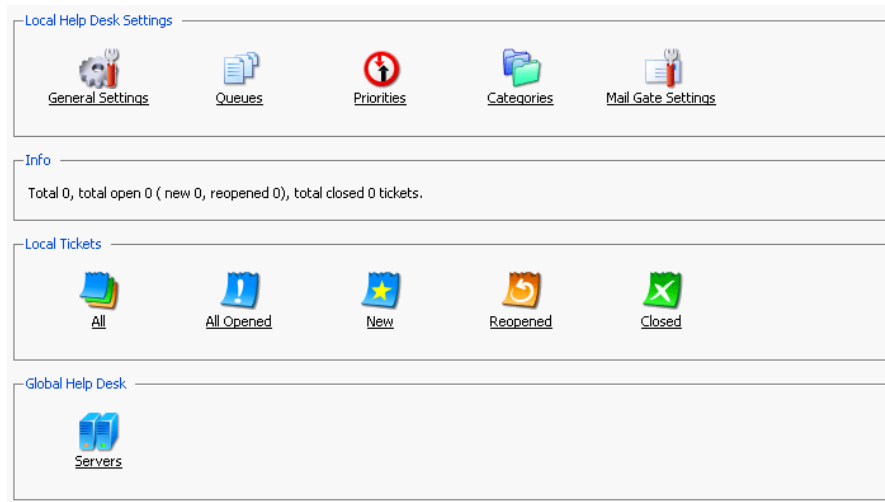 Local Help Desk Settings
General Settings Queues Priorities Categories Mail Gate Settings
Info
Total 0, total open 0 ( new 0, reopened 0), total closed 0 tickets.
Local Tickets
All All Opened New Reopened Closed
Global Help Desk
Servers